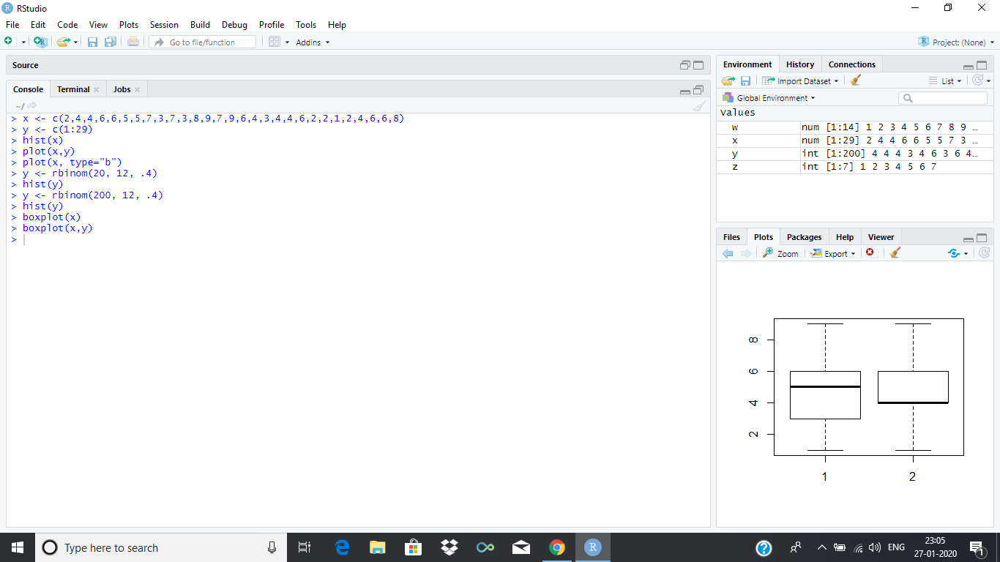 RStudio
File Edit Code View Plots Session Build Debug Profile Tools Help
Go to file/function Addins Project: (None)
Source
Console Terminal Jobs
~/
> x <- c(2,4,4,6,6,5,5,7,3,7,3,8,9,7,9,6,4,3,4,4,6,2,2,1,2,4,6,6,8)
> y <- c(1:29)
> hist(x)
> plot(x,y)
> plot(x, type="b")
> y <- rbinom(20, 12, .4)
> hist(y)
> y <- rbinom(200, 12, .4)
> hist(y)
> boxplot(x)
> boxplot(x,y)
>
Environment History Connections
Import Dataset List
Global Environment
Values
w num [1:14] 1 2 3 4 5 6 7 8 9 …
x num [1:29] 2 4 4 6 6 5 5 7 3 …
y int [1:200] 4 4 4 3 4 6 3 6 4…
z int [1:7] 1 2 3 4 5 6 7
Files Plots Packages Help Viewer
Zoom Export
8
6
4
2
1 2
Type here to search
ENG
23:05
27-01-2020
1